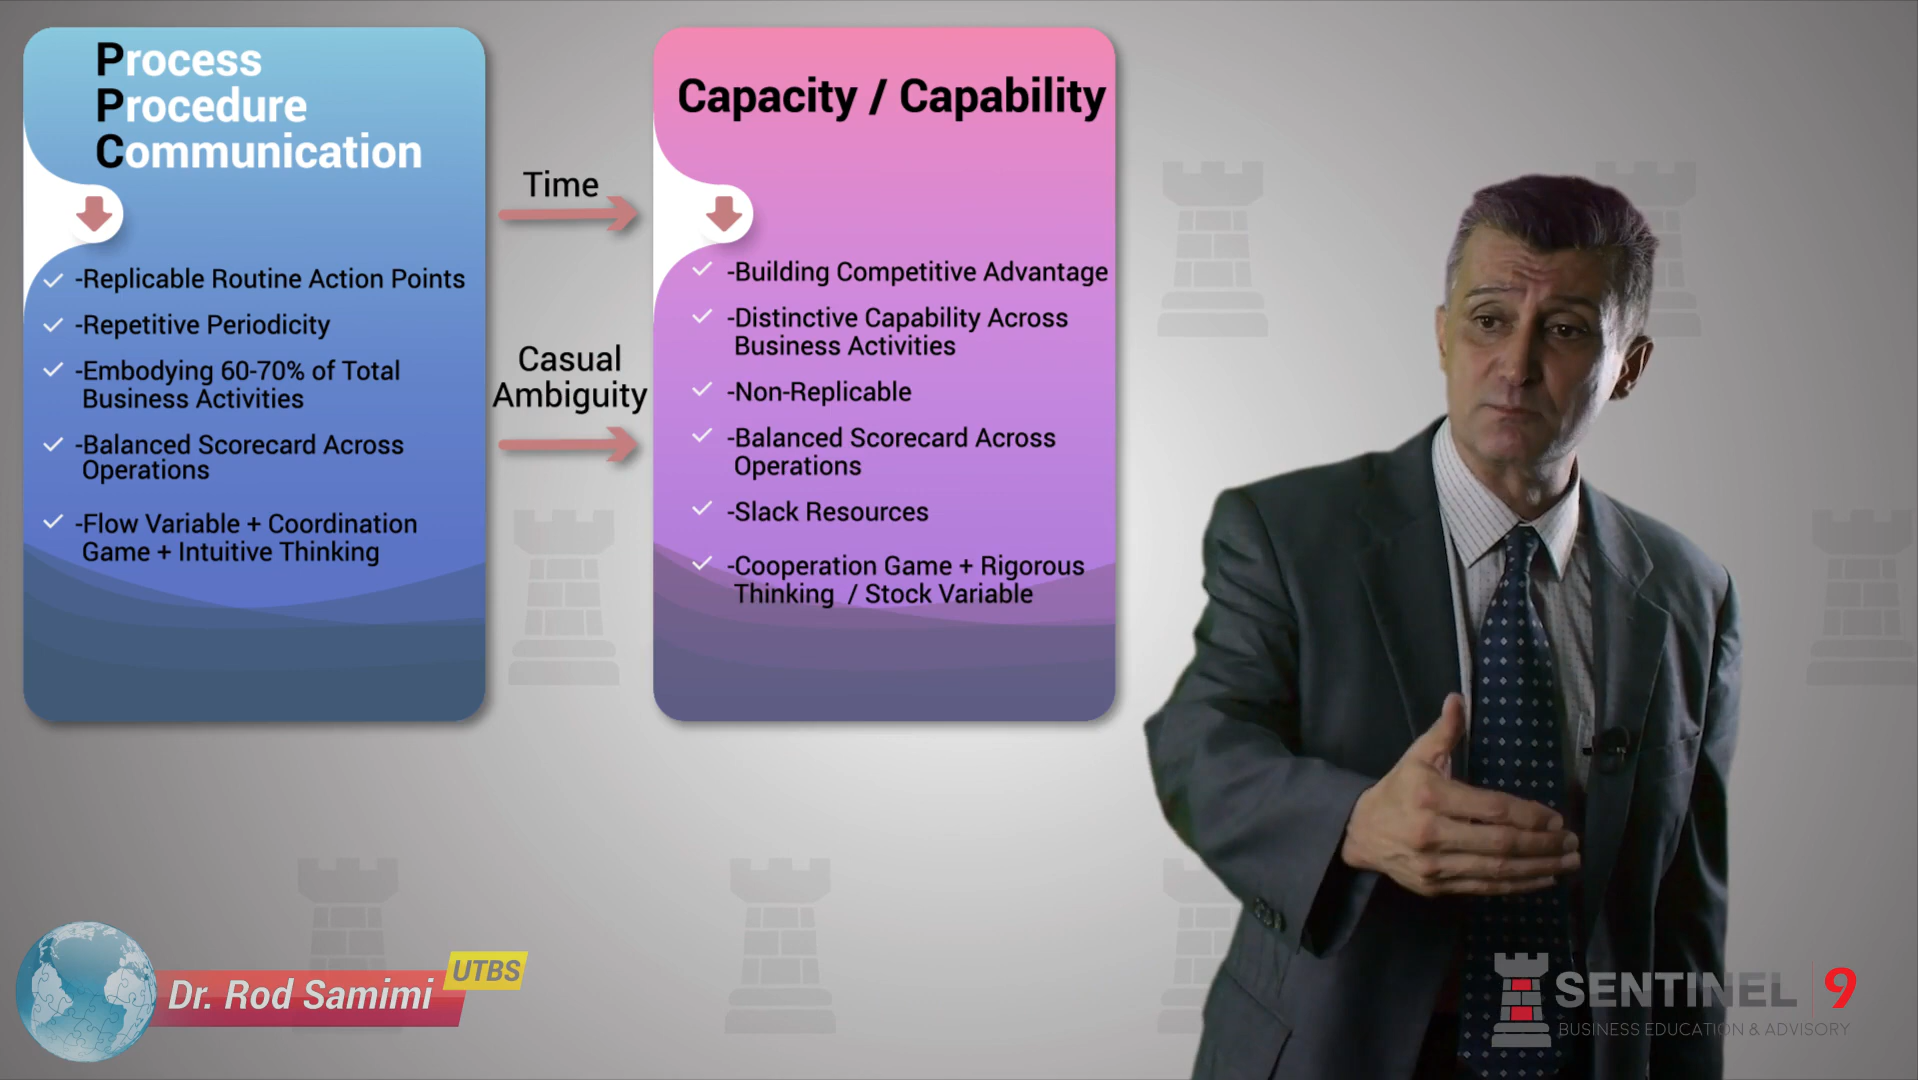 Process
Procedure
Communication
-Replicable Routine Action Points
-Repetitive Periodicity
-Embodying 60-70% of Total
Business Activities
-Balanced Scorecard Across
Operations
-Flow Variable + Coordination
Game + Intuitive Thinking
Time
Casual
Ambiguity
Capacity / Capability
-Building Competitive Advantage
-Distinctive Capability Across
Business Activities
-Non-Replicable
-Balanced Scorecard Across
Operations
-Slack Resources
-Cooperation Game + Rigorous
Thinking / Stock Variable
Dr. Rod Samimi
UTBS
SENTINEL 9
BUSINESS EDUCATION & ADVISORY